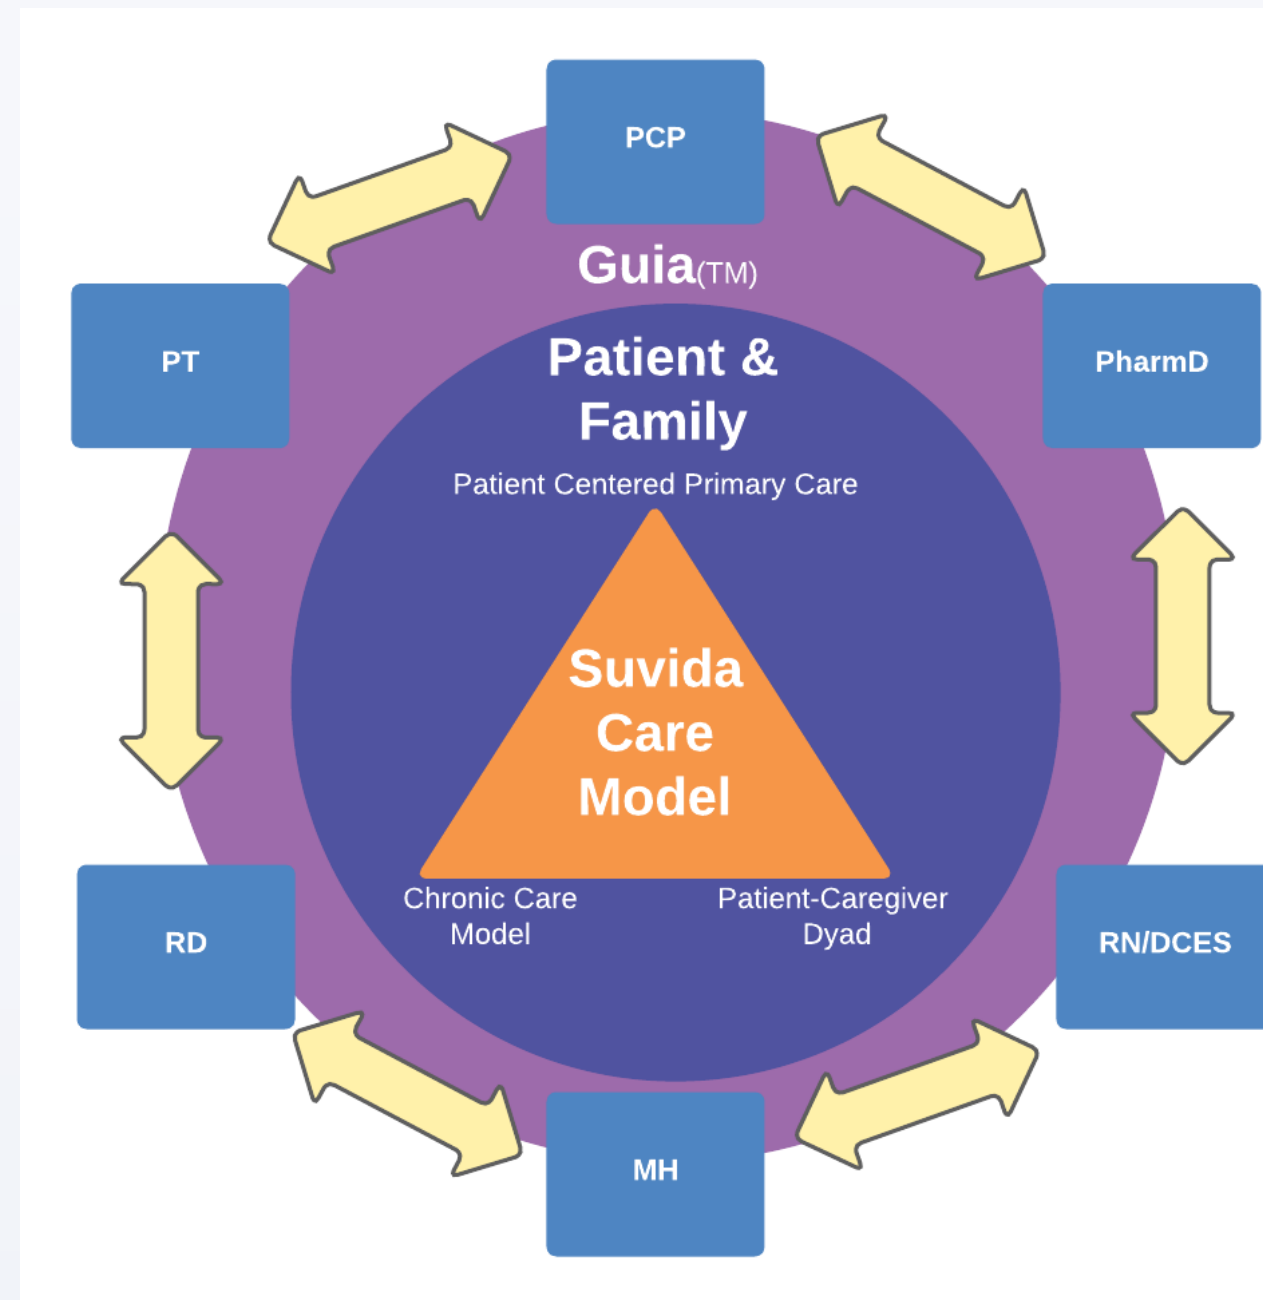 PCP
Guia(TM)
PT
PharmD
Patient &
Family
Patient Centered Primary Care
Suvida
Care
Model
Chronic Care
Model
Patient-Caregiver
Dyad
RD
RN/DCES
MH